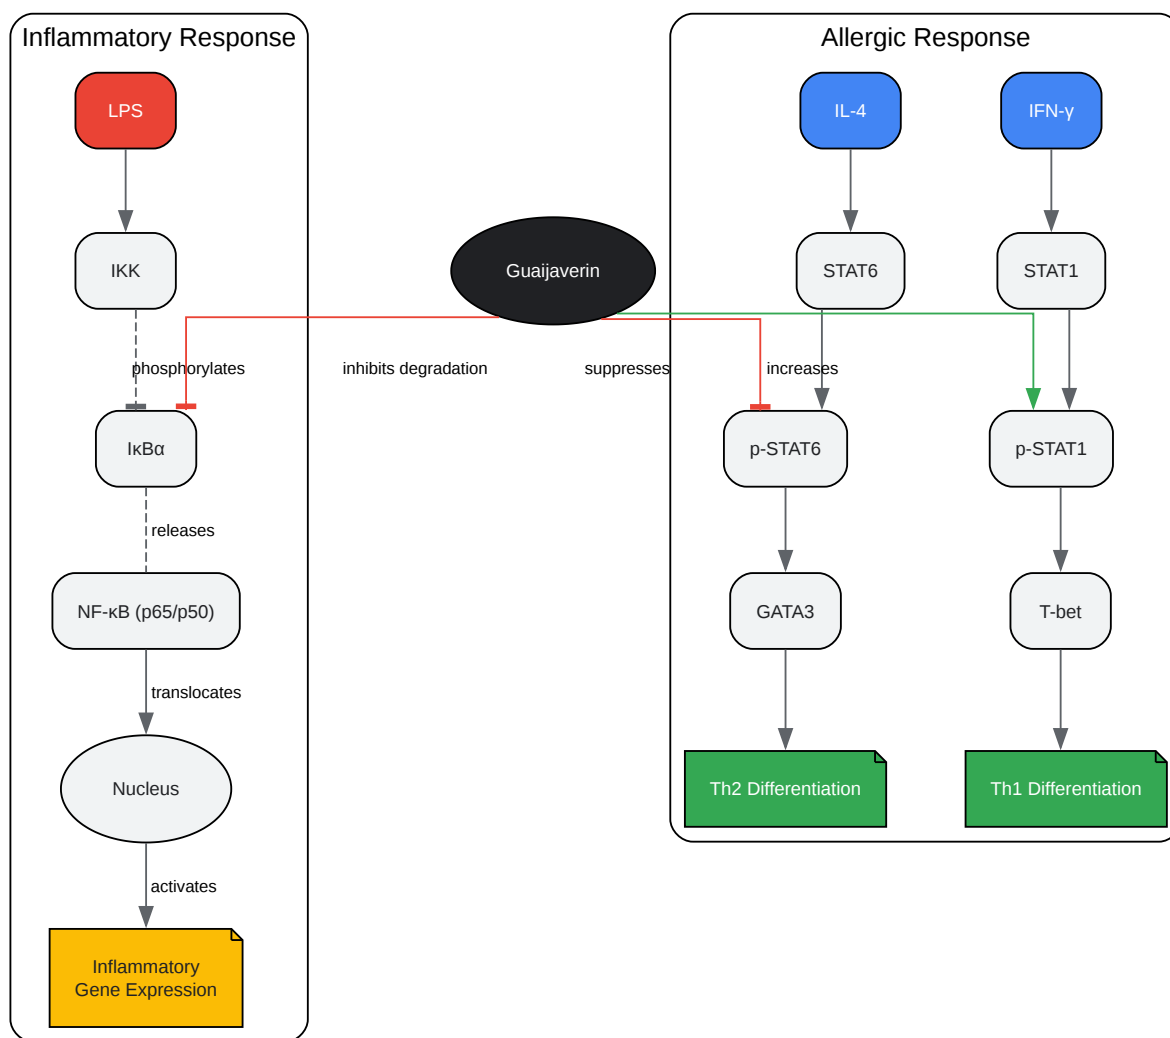 Inflammatory Response
LPS
IKK
phosphorylates
IκBα
releases
NF-κB (p65/p50)
translocates
Nucleus
activates
Inflammatory
Gene Expression
Guaijaverin
inhibits degradation
suppresses
increases
Allergic Response
IL-4
IFN-γ
STAT6
STAT1
p-STAT6
p-STAT1
GATA3
T-bet
Th2 Differentiation
Th1 Differentiation